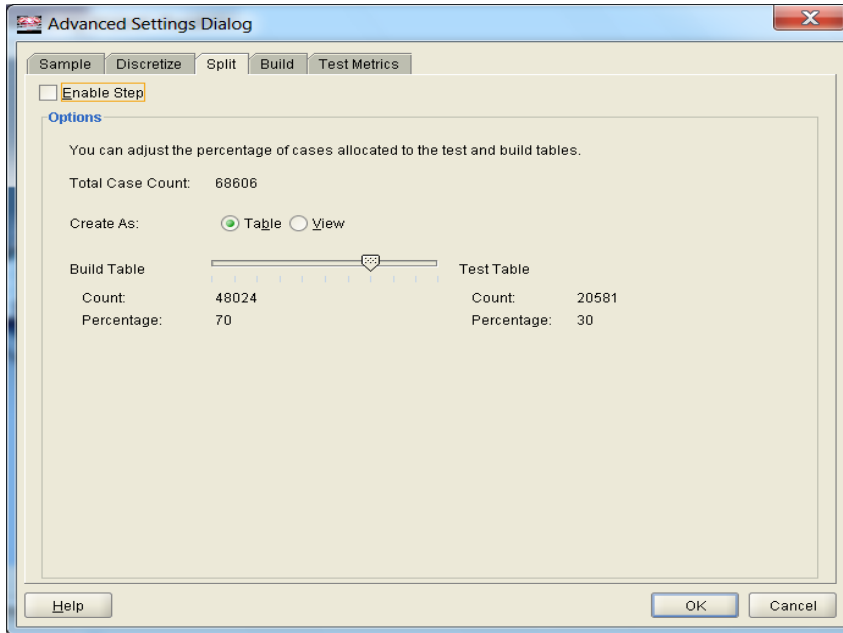 Advanced Settings Dialog
Sample Discretize Split Build Test Metrics
Enable Step
Options
You can adjust the percentage of cases allocated to the test and build tables.
Total Case Count: 68606
Create As: Table View
Build Table Test Table
Count: 48024 Count: 20581
Percentage: 70 Percentage: 30
Help OK Cancel